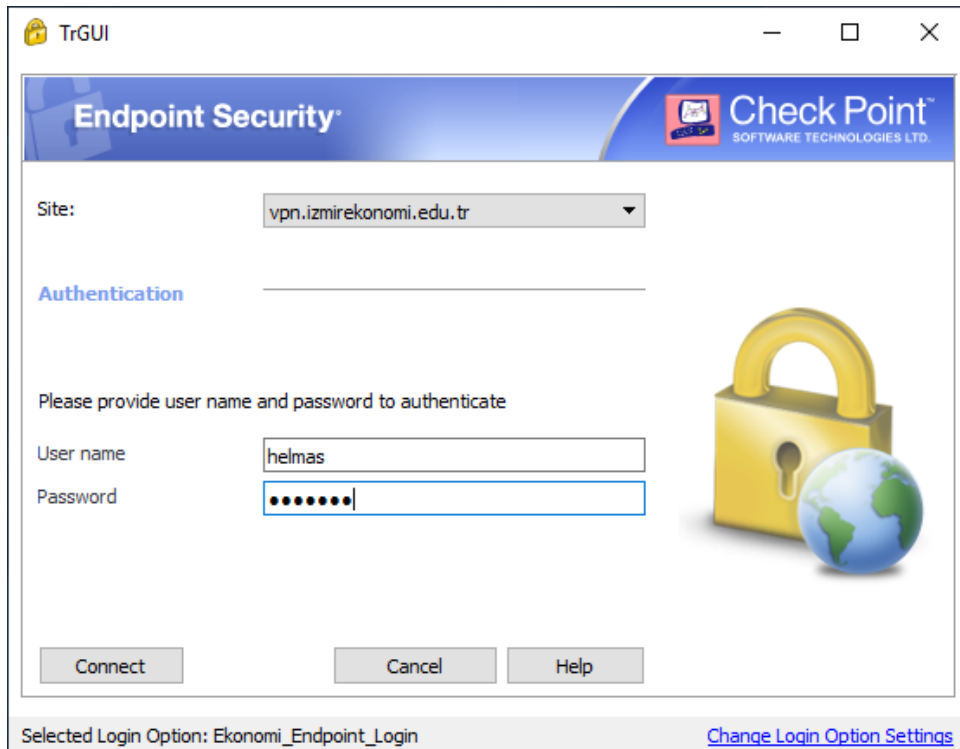 TrGUI
Endpoint Security
Check Point™
SOFTWARE TECHNOLOGIES LTD.
Site:
vpn.izmirekonomi.edu.tr
Authentication
Please provide user name and password to authenticate
User name
helmas
Password
●●●●●●●
Connect
Cancel
Help
Selected Login Option: Ekonomi_Endpoint_Login
Change Login Option Settings